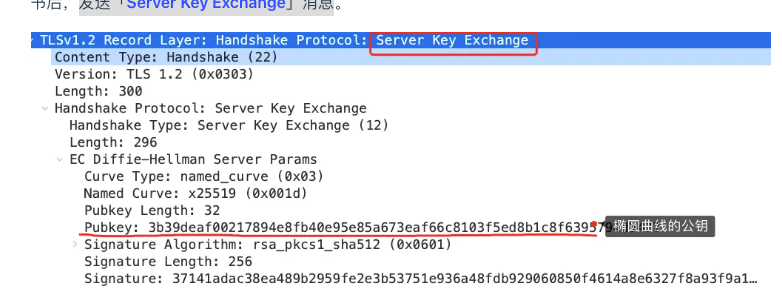 书后，发送「Server Key Exchange」消息。
TLSv1.2 Record Layer: Handshake Protocol: Server Key Exchange
Content Type: Handshake (22)
Version: TLS 1.2 (0x0303)
Length: 300
Handshake Protocol: Server Key Exchange
Handshake Type: Server Key Exchange (12)
Length: 296
EC Diffie-Hellman Server Params
Curve Type: named_curve (0x03)
Named Curve: x25519 (0x001d)
Pubkey Length: 32
Pubkey: 3b39deaf00217894e8fb40e95e85a673eaf66c8103f5ed8b1c8f639579 椭圆曲线的公钥
Signature Algorithm: rsa_pkcs1_sha512 (0x0601)
Signature Length: 256
Signature: 37141adac38ea489b2959fe2e3b53751e936a48fdb929060850f4614a8e6327f8a93f9a1…